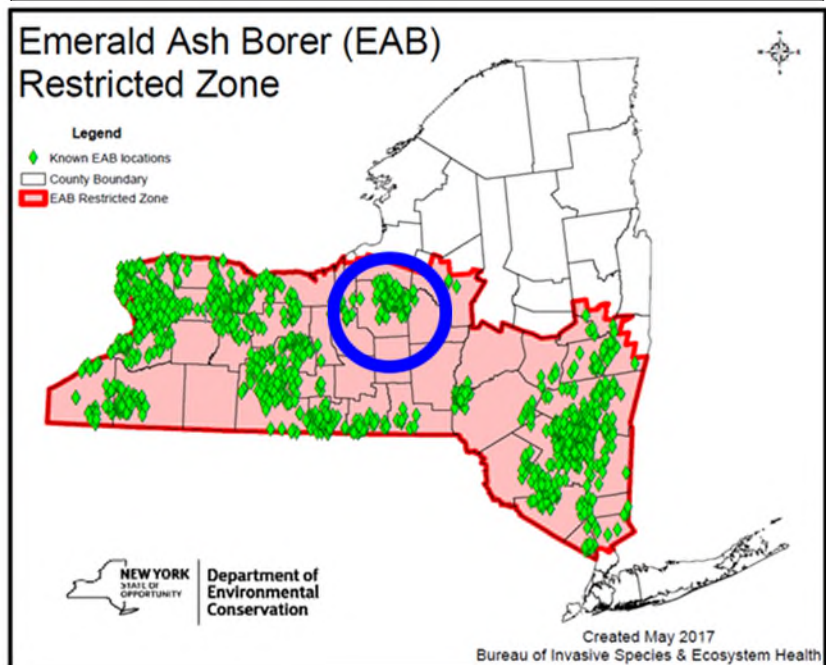 Emerald Ash Borer (EAB)
Restricted Zone
Legend
Known EAB locations
County Boundary
EAB Restricted Zone
N
W E
S
NEW YORK
STATE OF
OPPORTUNITY
Department of
Environmental
Conservation
Created May 2017
Bureau of Invasive Species & Ecosystem Health